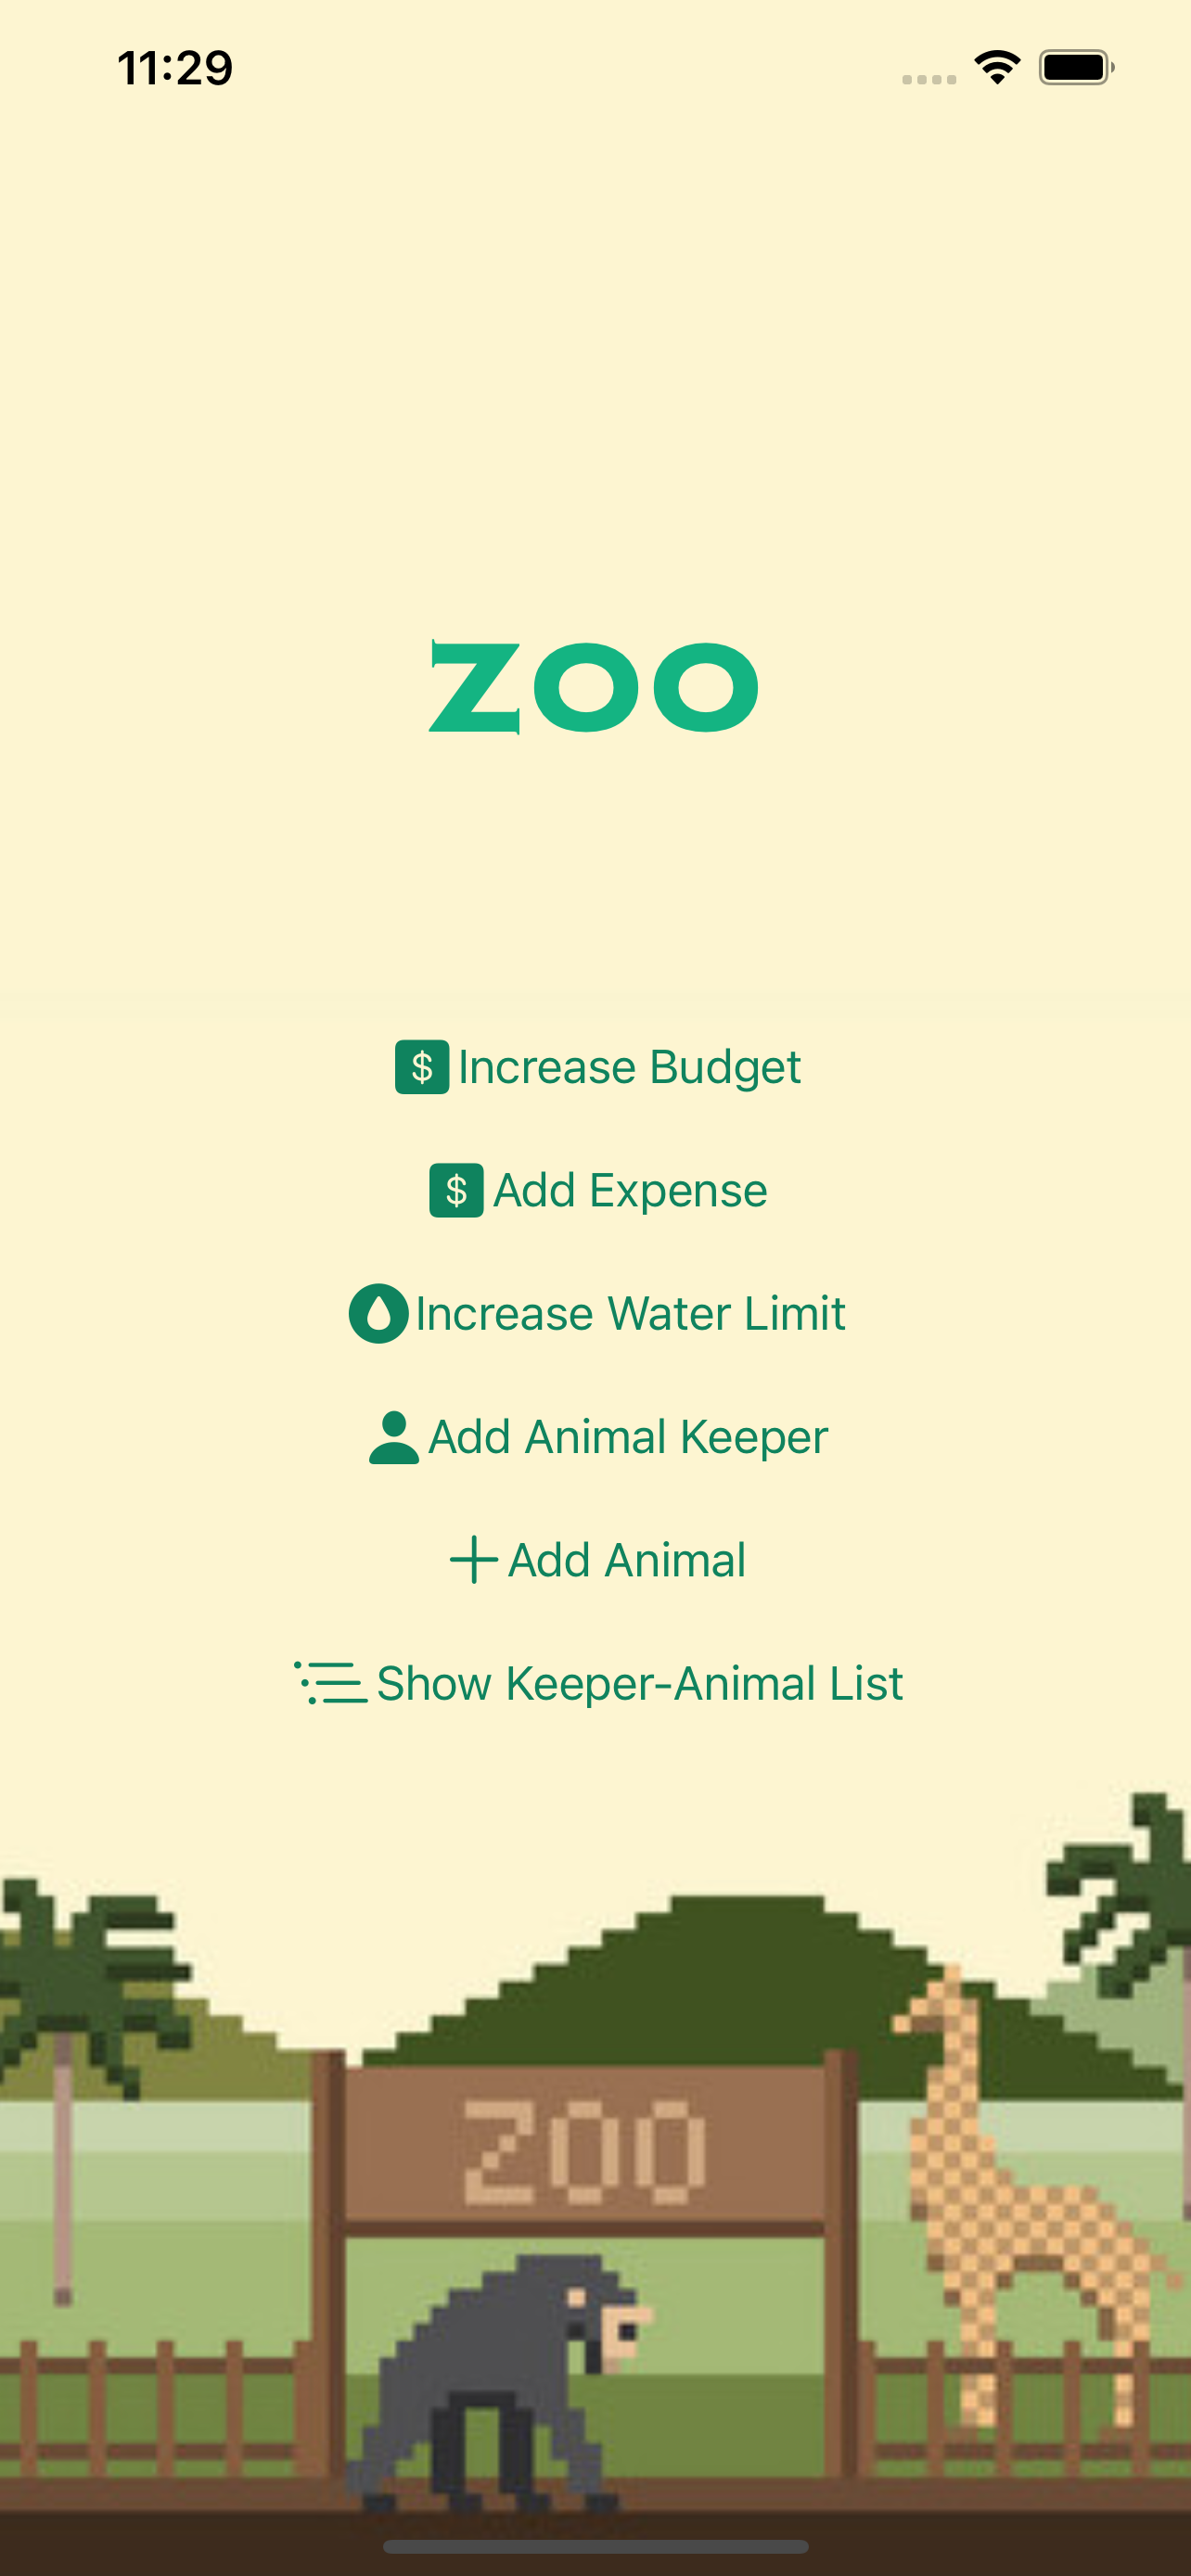 11:29
ZOO
$ Increase Budget
$ Add Expense
Increase Water Limit
Add Animal Keeper
Add Animal
Show Keeper-Animal List
ZOO